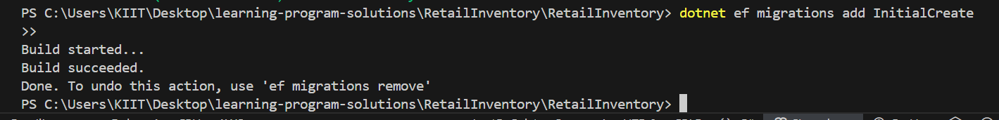 PS C:\Users\KIIT\Desktop\learning-program-solutions\RetailInventory\RetailInventory> dotnet ef migrations add InitialCreate
>>
Build started...
Build succeeded.
Done. To undo this action, use 'ef migrations remove'
PS C:\Users\KIIT\Desktop\learning-program-solutions\RetailInventory\RetailInventory>